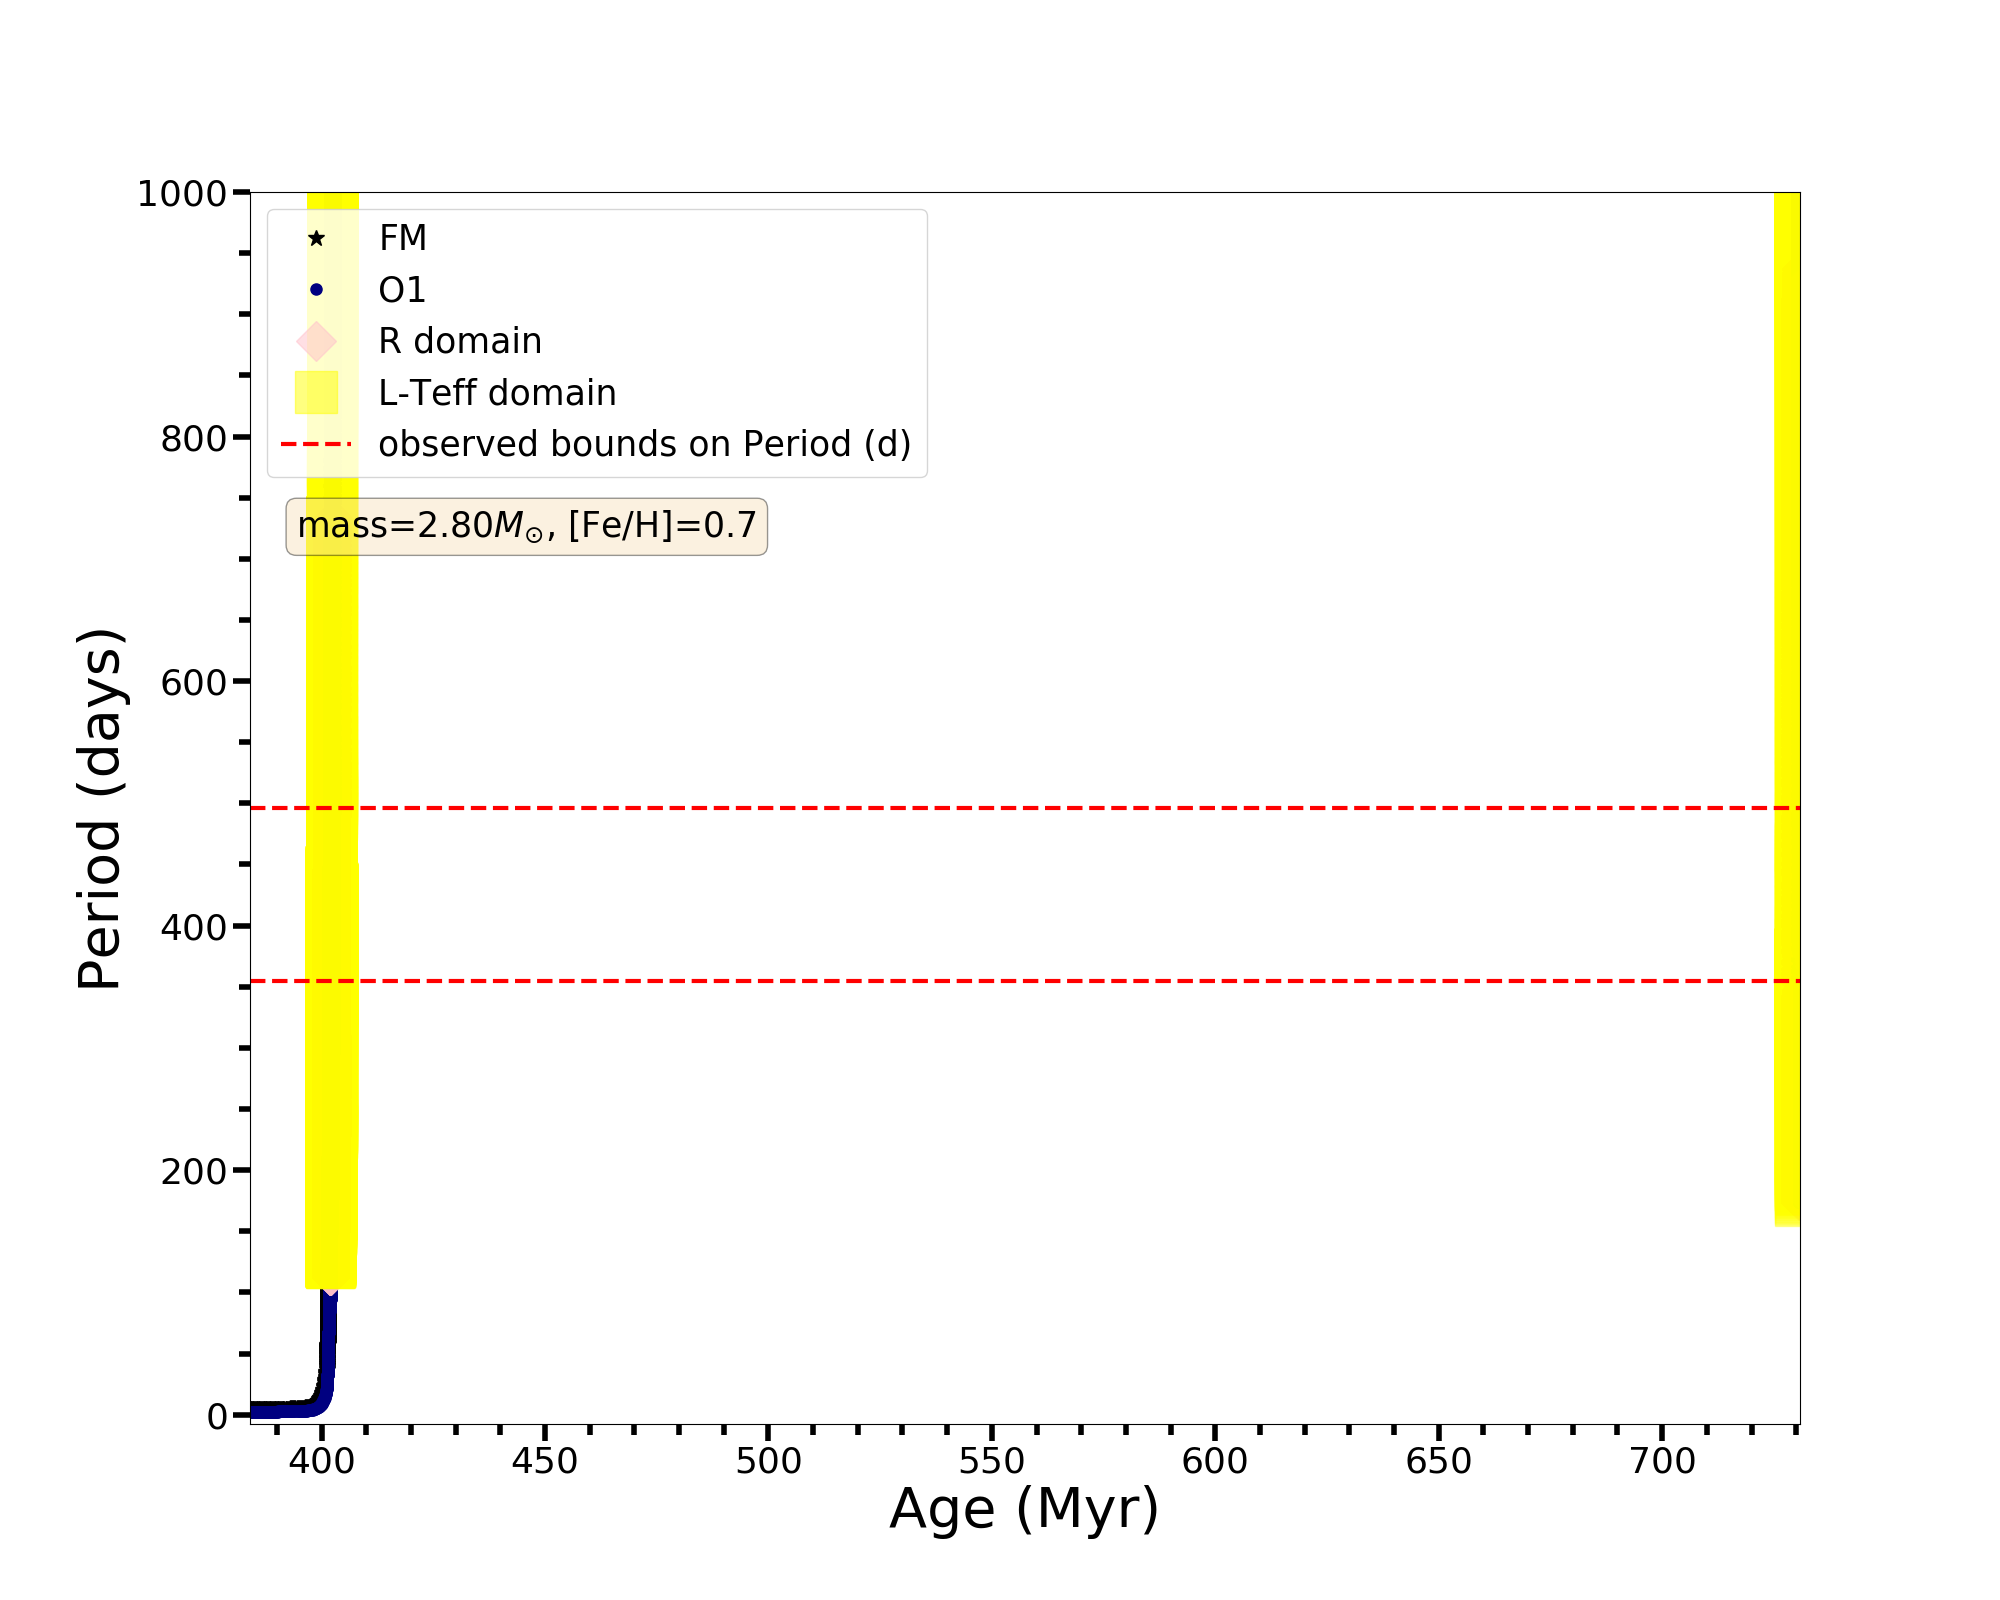 1000
800
600
400
200
0
Period (days)
FM
O1
R domain
L-Teff domain
observed bounds on Period (d)
mass=2.80M⊙, [Fe/H]=0.7
400 450 500 550 600 650 700
Age (Myr)